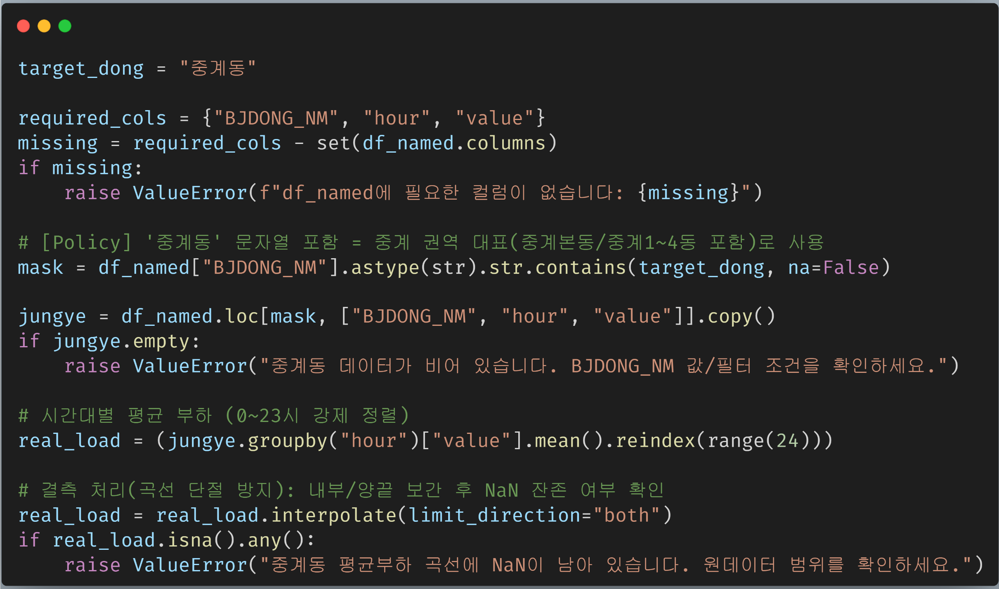 target_dong = "중계동"
required_cols = {"BJDONG_NM", "hour", "value"}
missing = required_cols - set(df_named.columns)
if missing:
    raise ValueError(f"df_named에 필요한 컬럼이 없습니다: {missing}")
# [Policy] '중계동' 문자열 포함 = 중계 권역 대표(중계본동/중계1~4동 포함)로 사용
mask = df_named["BJDONG_NM"].astype(str).str.contains(target_dong, na=False)
jungye = df_named.loc[mask, ["BJDONG_NM", "hour", "value"]].copy()
if jungye.empty:
    raise ValueError("중계동 데이터가 비어 있습니다. BJDONG_NM 값/필터 조건을 확인하세요.")
# 시간대별 평균 부하 (0~23시 강제 정렬)
real_load = (jungye.groupby("hour")["value"].mean().reindex(range(24)))
# 결측 처리(곡선 단절 방지): 내부/양끝 보간 후 NaN 잔존 여부 확인
real_load = real_load.interpolate(limit_direction="both")
if real_load.isna().any():
    raise ValueError("중계동 평균부하 곡선에 NaN이 남아 있습니다. 원데이터 범위를 확인하세요.")